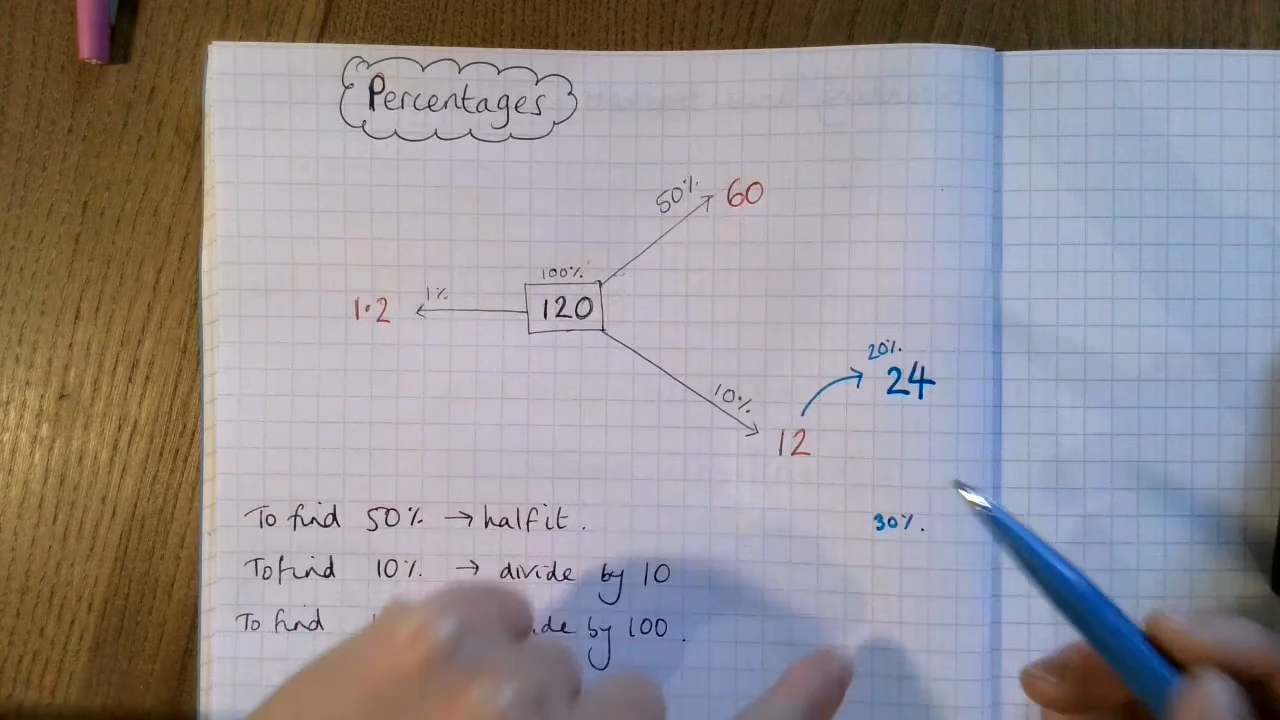 Percentages
50% 60
100%
1·2 1% 120
20%
24
10%
12
To find 50% → half it.
30%.
To find 10% → divide by 10
To find by 100.